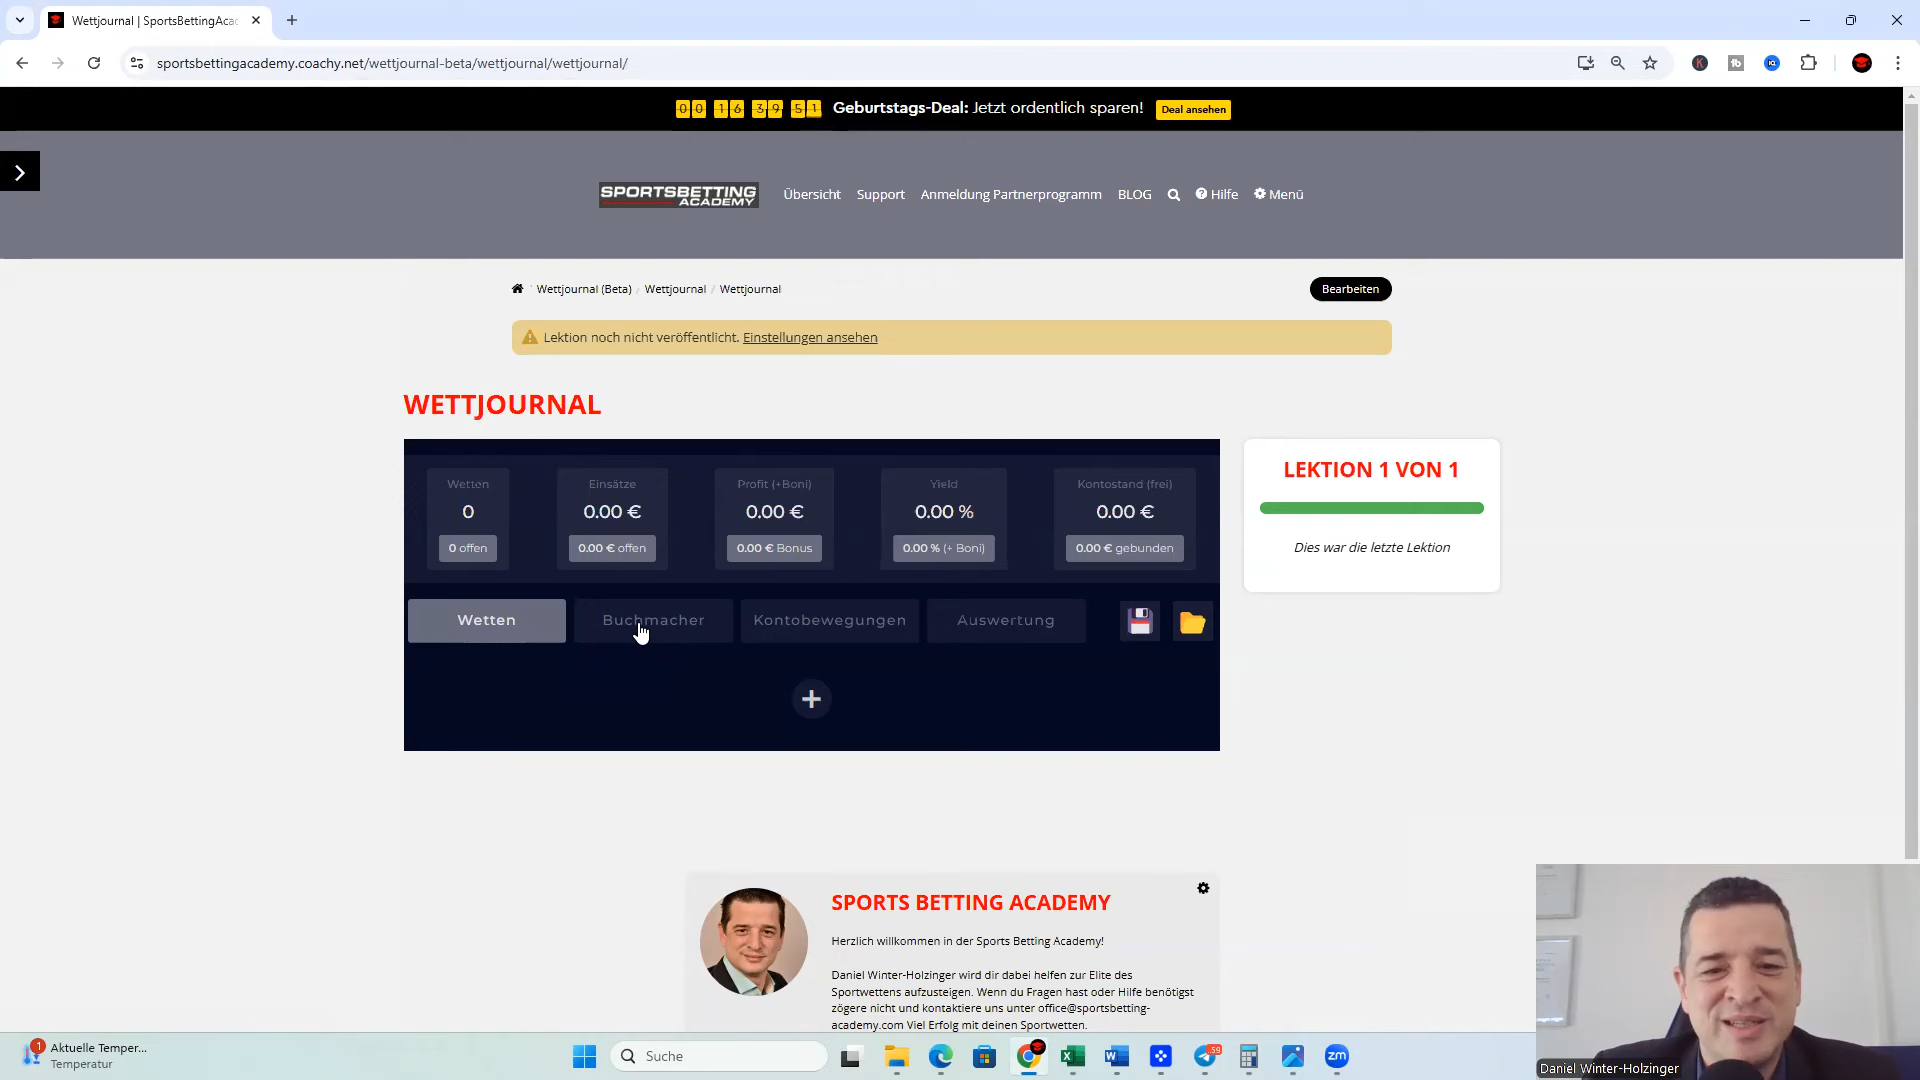 Wettjournal | SportsBettingAca
sportsbettingacademy.coachy.net/wettjournal-beta/wettjournal/wettjournal/
00 16 39 51 Geburtstags-Deal: Jetzt ordentlich sparen! Deal ansehen
SPORTSBETTING
ACADEMY
Übersicht Support Anmeldung Partnerprogramm BLOG Hilfe Menü
Wettjournal (Beta) / Wettjournal / Wettjournal
Bearbeiten
Lektion noch nicht veröffentlicht. Einstellungen ansehen
WETTJOURNAL
Wetten Einsätze Profit (+Boni) Yield Kontostand (frei)
0 0.00 € 0.00 € 0.00 % 0.00 €
0 offen 0.00 € offen 0.00 € Bonus 0.00 % (+ Boni) 0.00 € gebunden
Wetten Buchmacher Kontobewegungen Auswertung
+
LEKTION 1 VON 1
Dies war die letzte Lektion
SPORTS BETTING ACADEMY
Herzlich willkommen in der Sports Betting Academy!
Daniel Winter-Holzinger wird dir dabei helfen zur Elite des
Sportwettens aufzusteigen. Wenn du Fragen hast oder Hilfe benötigst
zögere nicht und kontaktiere uns unter office@sportsbetting-
academy.com Viel Erfolg mit deinen Sportwetten.
Daniel Winter-Holzinger
1
Aktuelle Temper...
Temperatur
Suche
59
zm